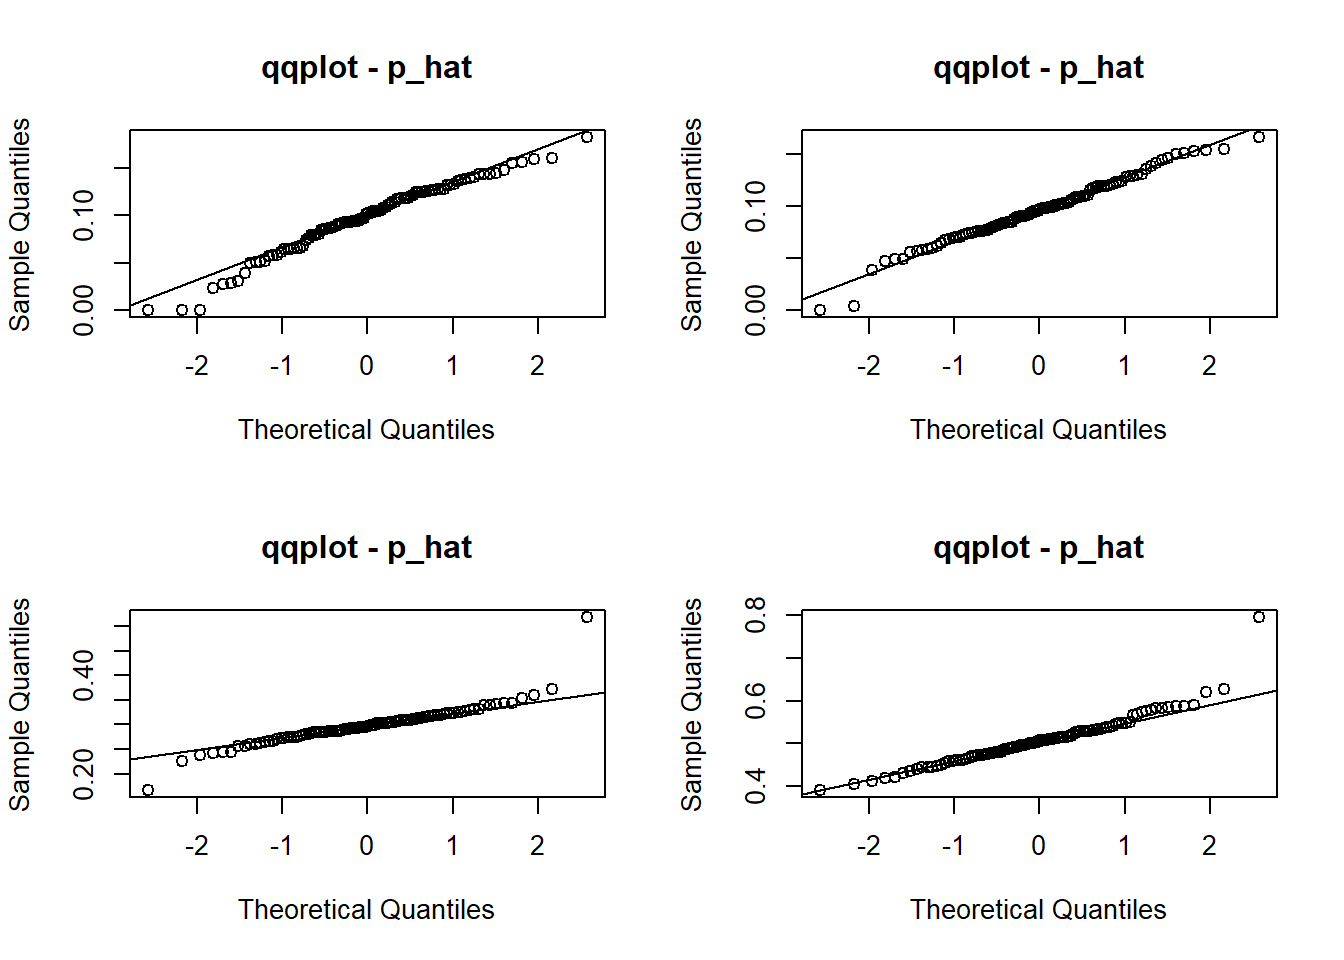 qqplot - p_hat
Sample Quantiles
0.00 0.10
-2 -1 0 1 2
Theoretical Quantiles
qqplot - p_hat
Sample Quantiles
0.00 0.10
-2 -1 0 1 2
Theoretical Quantiles
qqplot - p_hat
Sample Quantiles
0.20 0.40
-2 -1 0 1 2
Theoretical Quantiles
qqplot - p_hat
Sample Quantiles
0.4 0.6 0.8
-2 -1 0 1 2
Theoretical Quantiles